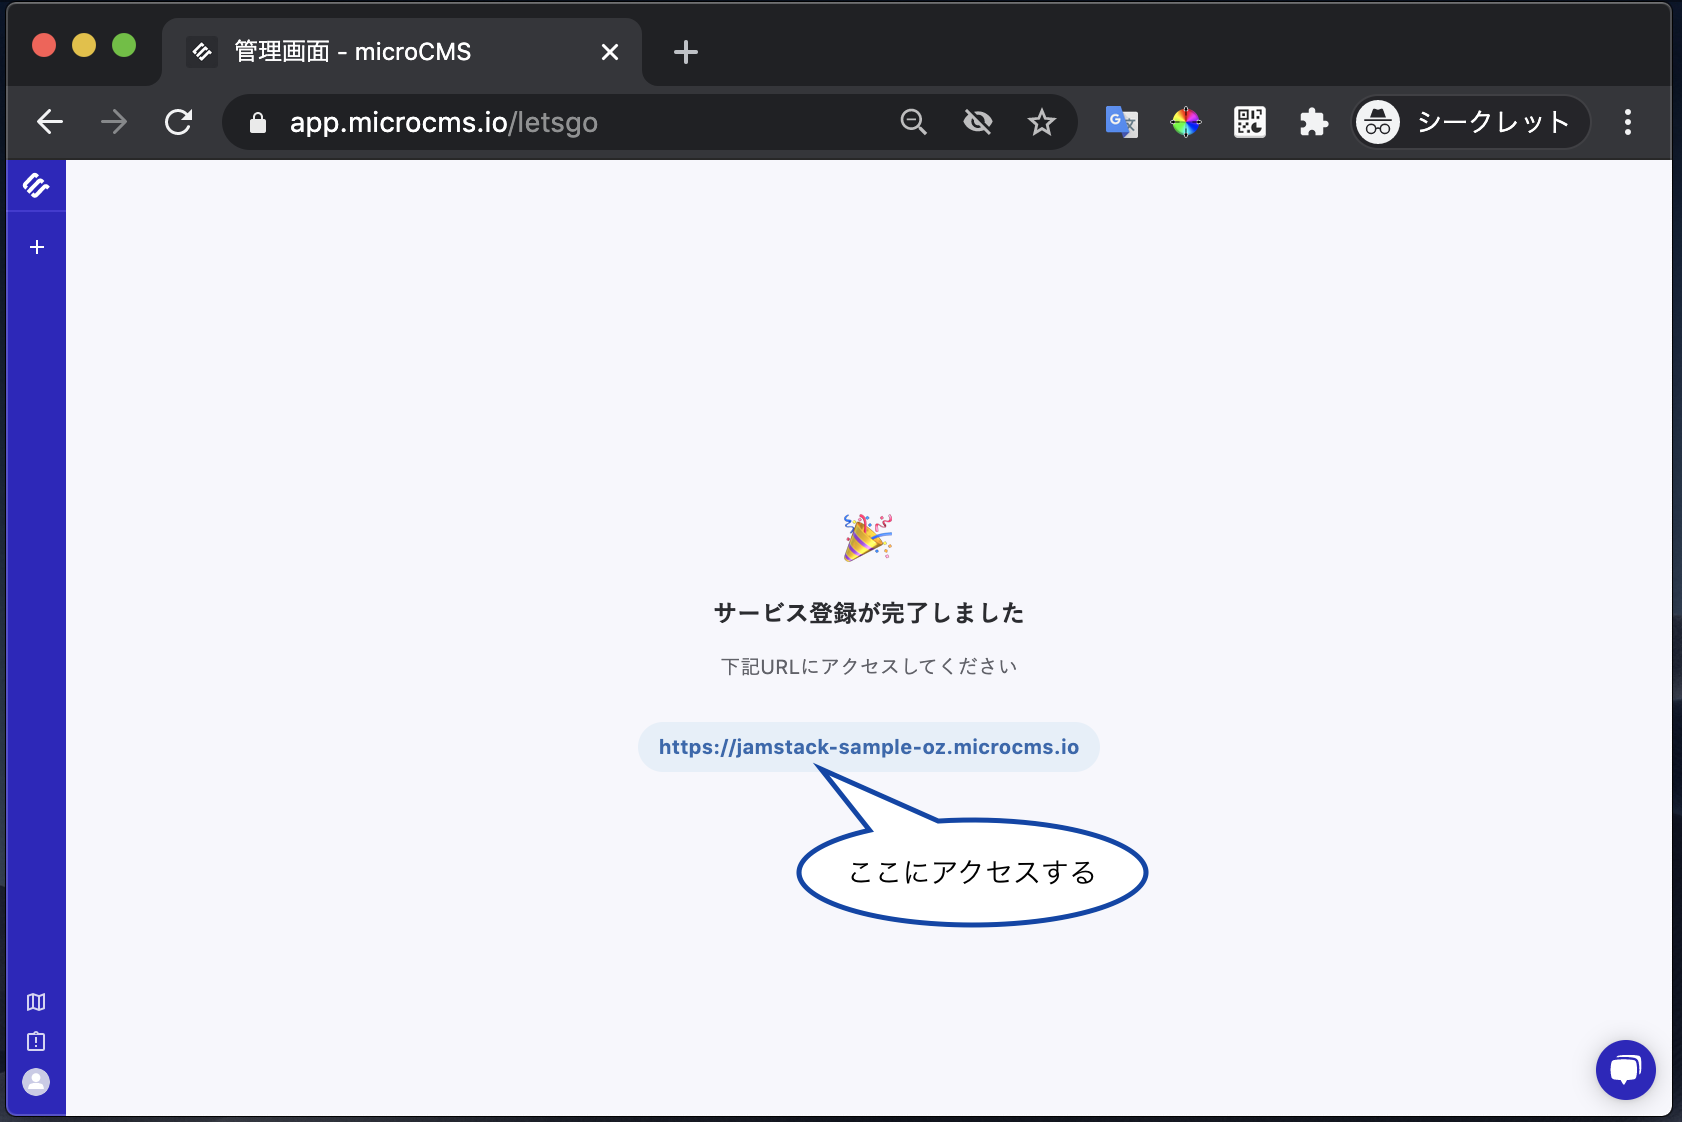 管理画面 - microCMS
app.microcms.io/letsgo
シークレット
サービス登録が完了しました
下記URLにアクセスしてください
https://jamstack-sample-oz.microcms.io
ここにアクセスする